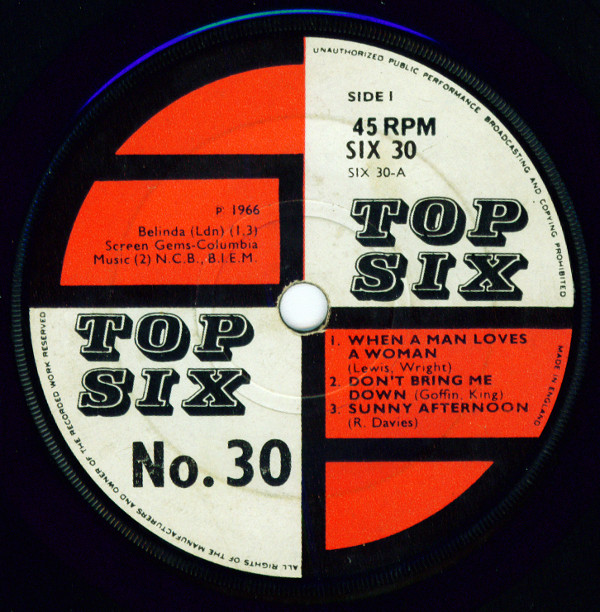 UNAUTHORIZED PUBLIC PERFORMANCE BROADCASTING AND COPYING PROHIBITED
SIDE I
45 RPM
SIX 30
SIX 30-A
TOP
SIX
P 1966
Belinda (Ldn) (1,3)
Screen Gems-Columbia
Music (2) N.C.B., B.I.E.M.
TOP
SIX
No. 30
1. WHEN A MAN LOVES
A WOMAN
(Lewis, Wright)
2. DON'T BRING ME
DOWN (Goffin, King)
3. SUNNY AFTERNOON
(R. Davies)
MADE IN ENGLAND
ALL RIGHTS OF THE MANUFACTURERS AND OWNER OF THE RECORDED WORK RESERVED